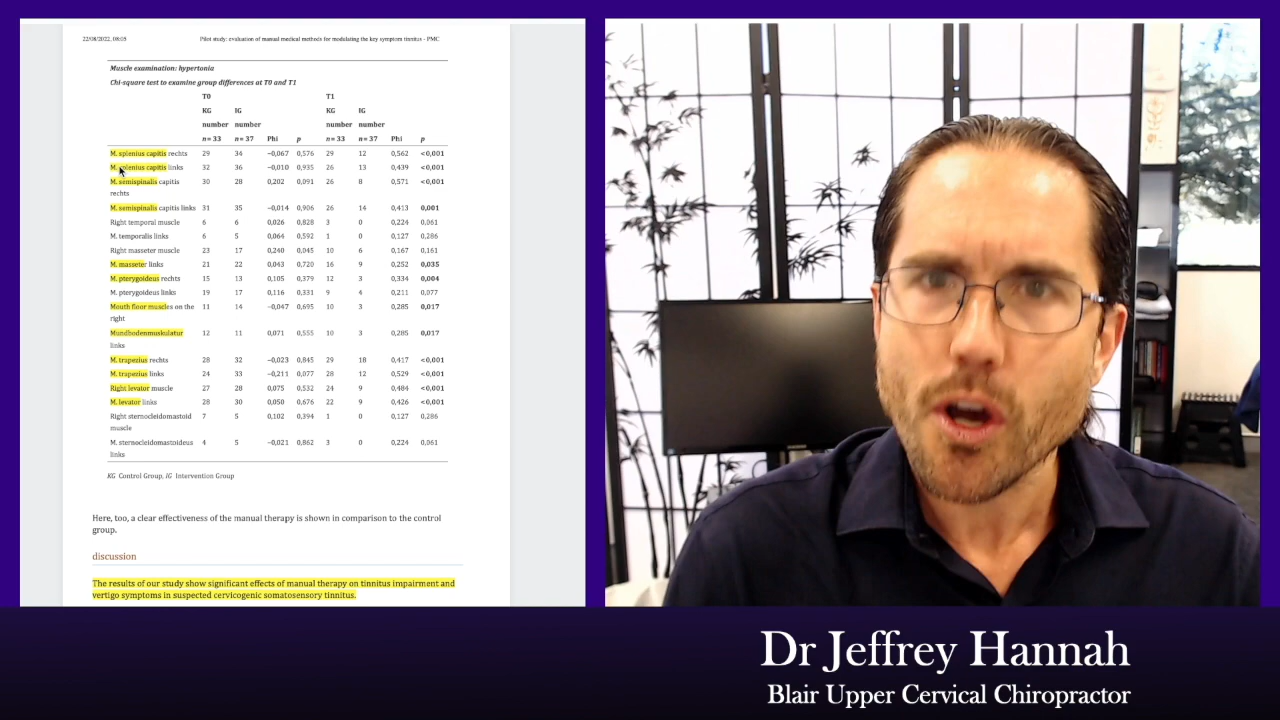 22/08/2022, 08:05 Pilot study: evaluation of manual medical methods for modulating the key symptom tinnitus - PMC
Muscle examination: hypertonia
Chi-square test to examine group differences at T0 and T1
T0 T1
KG IG KG IG
number number number number
n = 33 n = 37 Phi p n = 33 n = 37 Phi p
M. splenius capitis rechts 29 34 −0,067 0,576 29 12 0,562 <0,001
M. splenius capitis links 32 36 −0,010 0,935 26 13 0,439 <0,001
M. semispinalis capitis 30 28 0,202 0,091 26 8 0,571 <0,001
rechts
M. semispinalis capitis links 31 35 −0,014 0,906 26 14 0,413 0,001
Right temporal muscle 6 6 0,026 0,828 3 0 0,224 0,061
M. temporalis links 6 5 0,064 0,592 1 0 0,127 0,286
Right masseter muscle 23 17 0,240 0,045 10 6 0,167 0,161
M. masseter links 21 22 0,043 0,720 16 9 0,252 0,035
M. pterygoideus rechts 15 13 0,105 0,379 12 3 0,334 0,004
M. pterygoideus links 19 17 0,116 0,331 9 4 0,211 0,077
Mouth floor muscles on the 11 14 −0,047 0,695 10 3 0,285 0,017
right
Mundbodenmuskulatur 12 11 0,071 0,555 10 3 0,285 0,017
links
M. trapezius rechts 28 32 −0,023 0,845 29 18 0,417 <0,001
M. trapezius links 24 33 −0,211 0,077 28 12 0,529 <0,001
Right levator muscle 27 28 0,075 0,532 24 9 0,484 <0,001
M. levator links 28 30 0,050 0,676 22 9 0,426 <0,001
Right sternocleidomastoid 7 5 0,102 0,394 1 0 0,127 0,286
muscle
M. sternocleidomastoideus 4 5 −0,021 0,862 3 0 0,224 0,061
links
KG Control Group, IG Intervention Group
Here, too, a clear effectiveness of the manual therapy is shown in comparison to the control
group.
discussion
The results of our study show significant effects of manual therapy on tinnitus impairment and
vertigo symptoms in suspected cervicogenic somatosensory tinnitus.
Dr Jeffrey Hannah
Blair Upper Cervical Chiropractor